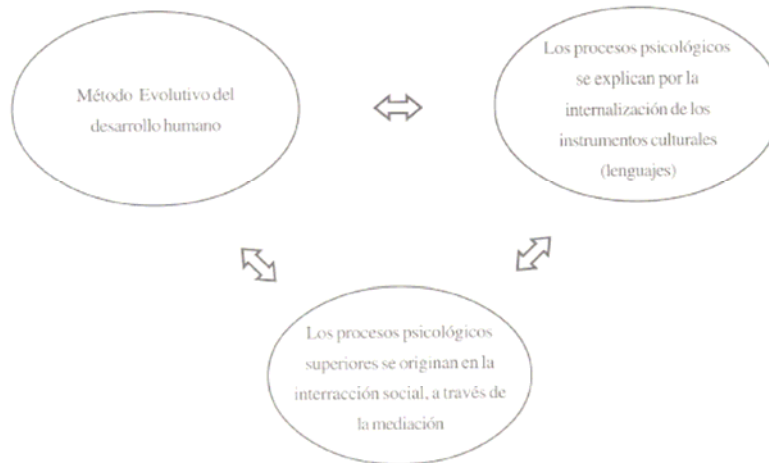 Método Evolutivo del
desarrollo humano
Los procesos psicológicos
se explican por la
internalización de los
instrumentos culturales
(lenguajes)
Los procesos psicológicos
superiores se originan en la
interracción social, a través de
la mediación